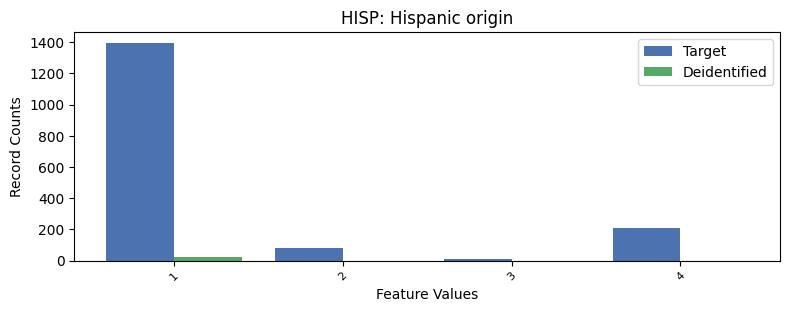 HISP: Hispanic origin
Target
Deidentified
Record Counts
1400
1200
1000
800
600
400
200
0
1
2
3
4
Feature Values